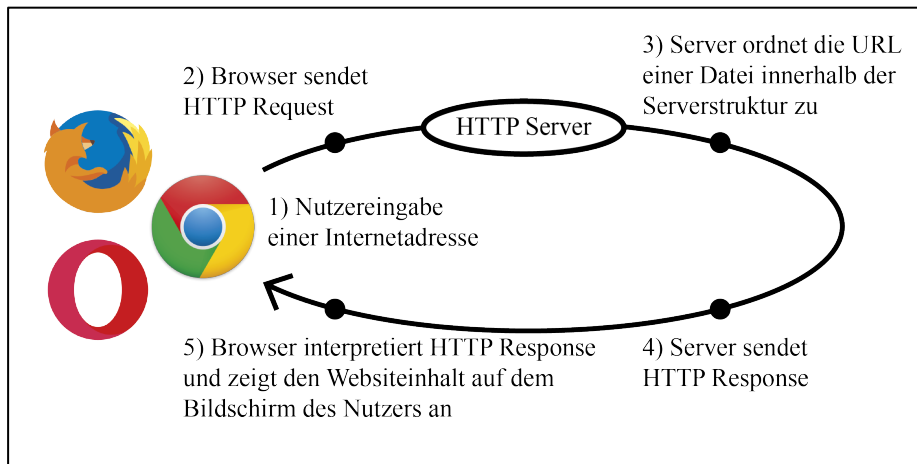 1) Nutzereingabe
einer Internetadresse
2) Browser sendet
HTTP Request
HTTP Server
3) Server ordnet die URL
einer Datei innerhalb der
Serverstruktur zu
4) Server sendet
HTTP Response
5) Browser interpretiert HTTP Response
und zeigt den Websiteinhalt auf dem
Bildschirm des Nutzers an